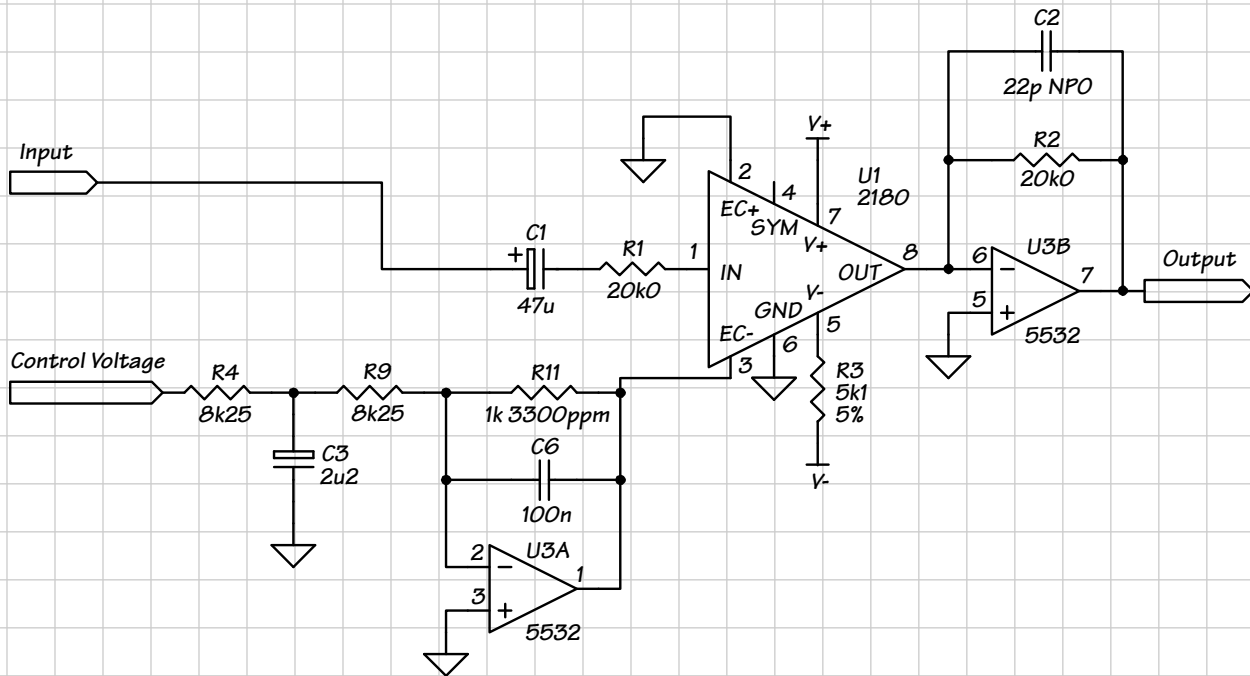 C2
22p NPO
R2
20k0
Input
V+
2
4
U1
2180
EC+
SYM
7
V+
C1
+
47u
R1
20k0
1
IN
OUT
8
V-
GND
EC-
5
6
3
U3B
6
-
5
+
7
5532
Output
R3
5k1
5%
V-
Control Voltage
R4
8k25
R9
8k25
R11
1k 3300ppm
C3
2u2
C6
100n
U3A
2
-
3
+
1
5532